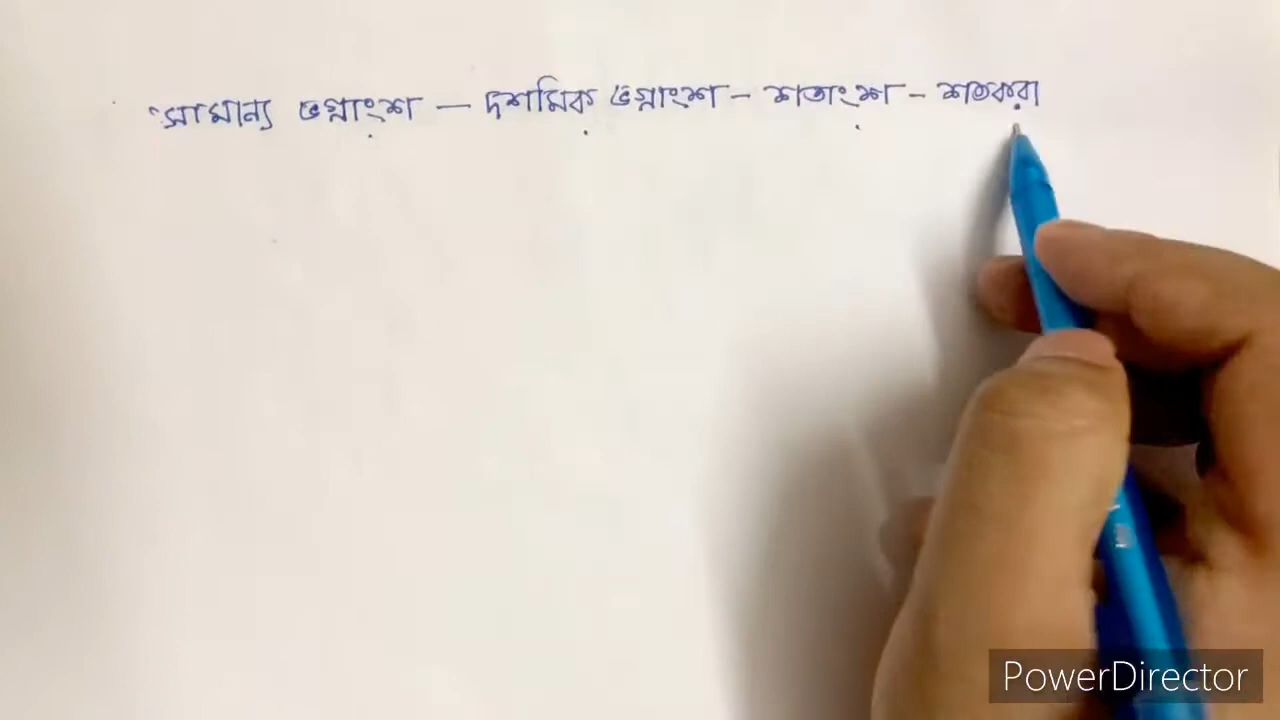 সামান্য ভগ্নাংশ — দশমিক ভগ্নাংশ – শতাংশ – শতকরা
PowerDirector